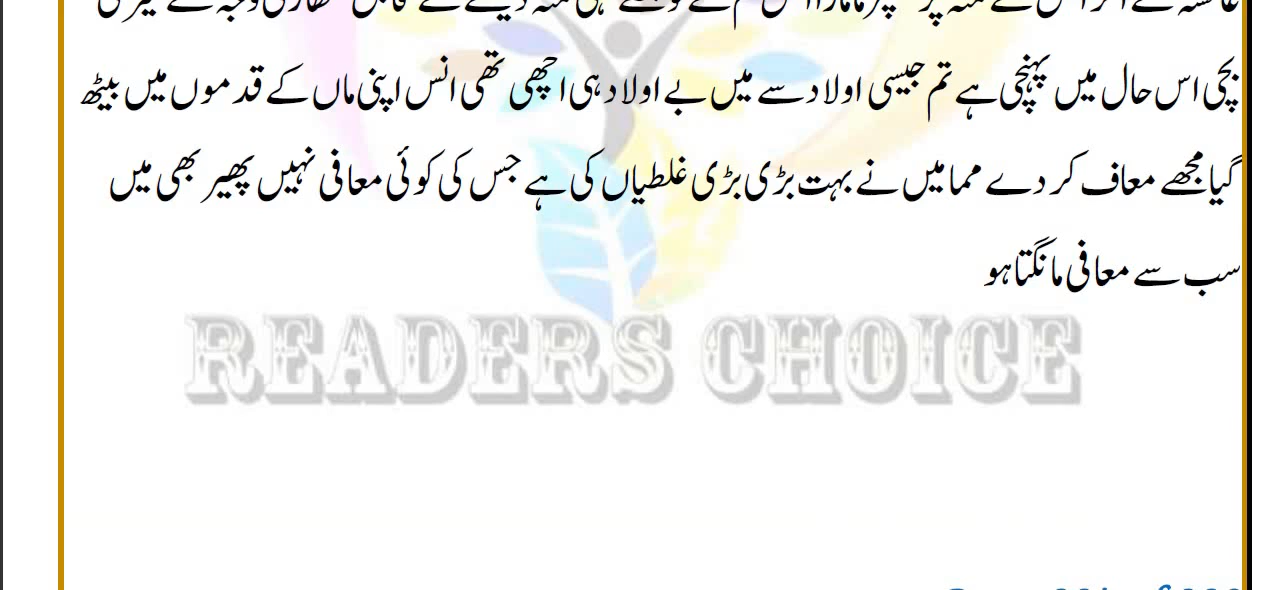 بچی اس حال میں پہنچی ہے تم جیسی اولاد سے میں بے اولاد ہی اچھی تھی انس اپنی ماں کے قدموں میں بیٹھ
گیا مجھے معاف کر دے مما میں نے بہت بڑی بڑی غلطیاں کی ہے جس کی کوئی معافی نہیں پھیر بھی میں
سب سے معافی مانگتا ہو
READERS CHOICE